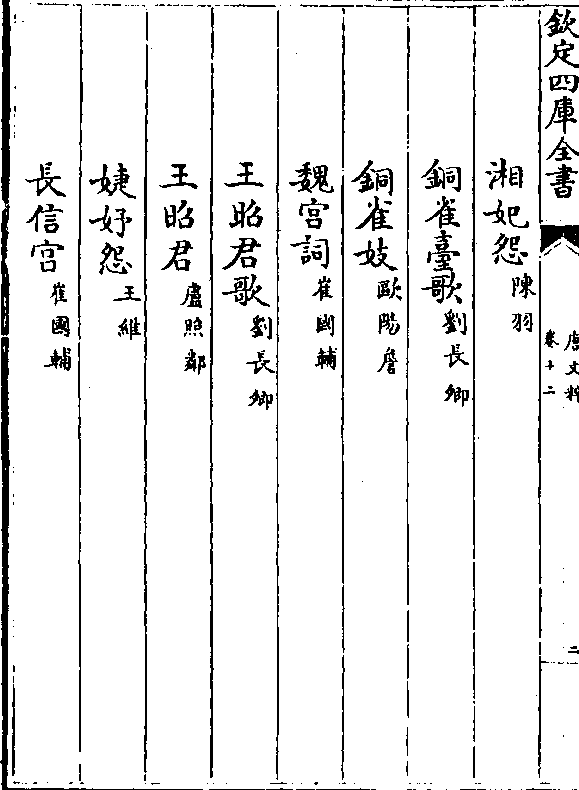 欽定四庫全書
唐文粹
卷十二
二
湘妃怨 陳羽
銅雀臺歌 劉長卿
銅雀妓 歐陽詹
魏宮詞 崔國輔
王昭君歌 劉長卿
王昭君 盧照鄰
婕妤怨 王維
長信宮 崔國輔